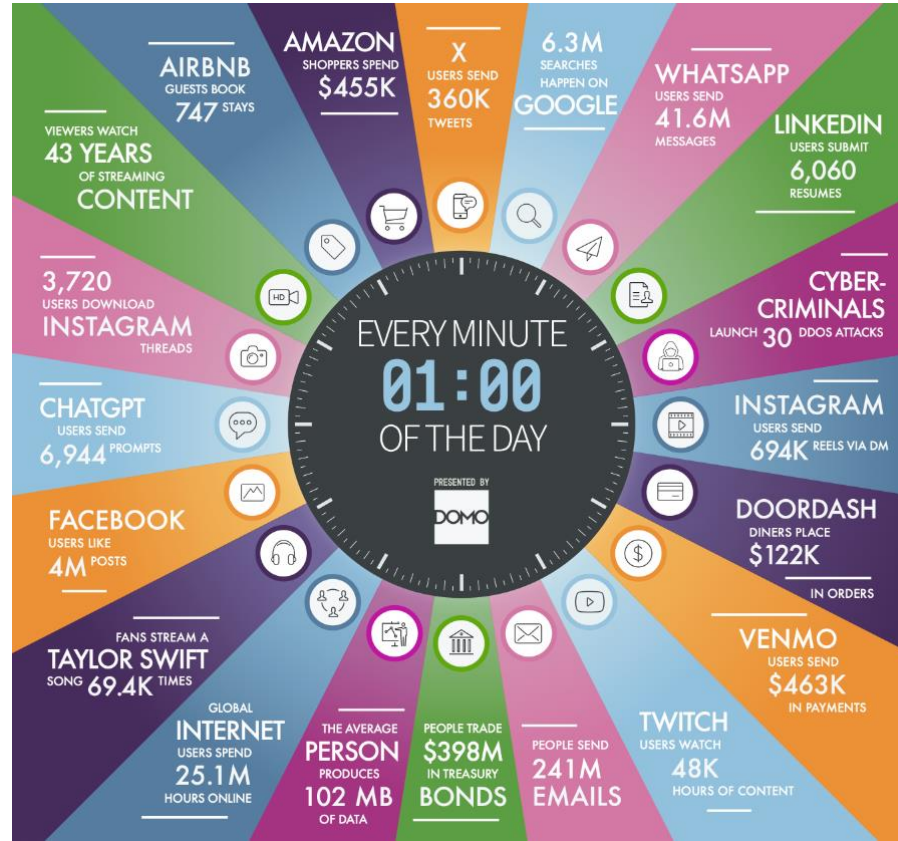 EVERY MINUTE
01:00
OF THE DAY
PRESENTED BY
DOMO
X
USERS SEND
360K
TWEETS
6.3M
SEARCHES
HAPPEN ON
GOOGLE
WHATSAPP
USERS SEND
41.6M
MESSAGES
LINKEDIN
USERS SUBMIT
6,060
RESUMES
CYBER-
CRIMINALS
LAUNCH 30 DDOS ATTACKS
INSTAGRAM
USERS SEND
694K REELS VIA DM
DOORDASH
DINERS PLACE
$122K
IN ORDERS
VENMO
USERS SEND
$463K
IN PAYMENTS
TWITCH
USERS WATCH
48K
HOURS OF CONTENT
PEOPLE SEND
241M
EMAILS
PEOPLE TRADE
$398M
IN TREASURY
BONDS
THE AVERAGE
PERSON
PRODUCES
102 MB
OF DATA
GLOBAL
INTERNET
USERS SPEND
25.1M
HOURS ONLINE
FANS STREAM A
TAYLOR SWIFT
SONG 69.4K TIMES
FACEBOOK
USERS LIKE
4M POSTS
CHATGPT
USERS SEND
6,944 PROMPTS
3,720
USERS DOWNLOAD
INSTAGRAM
THREADS
VIEWERS WATCH
43 YEARS
OF STREAMING
CONTENT
AIRBNB
GUESTS BOOK
747 STAYS
AMAZON
SHOPPERS SPEND
$455K
HD